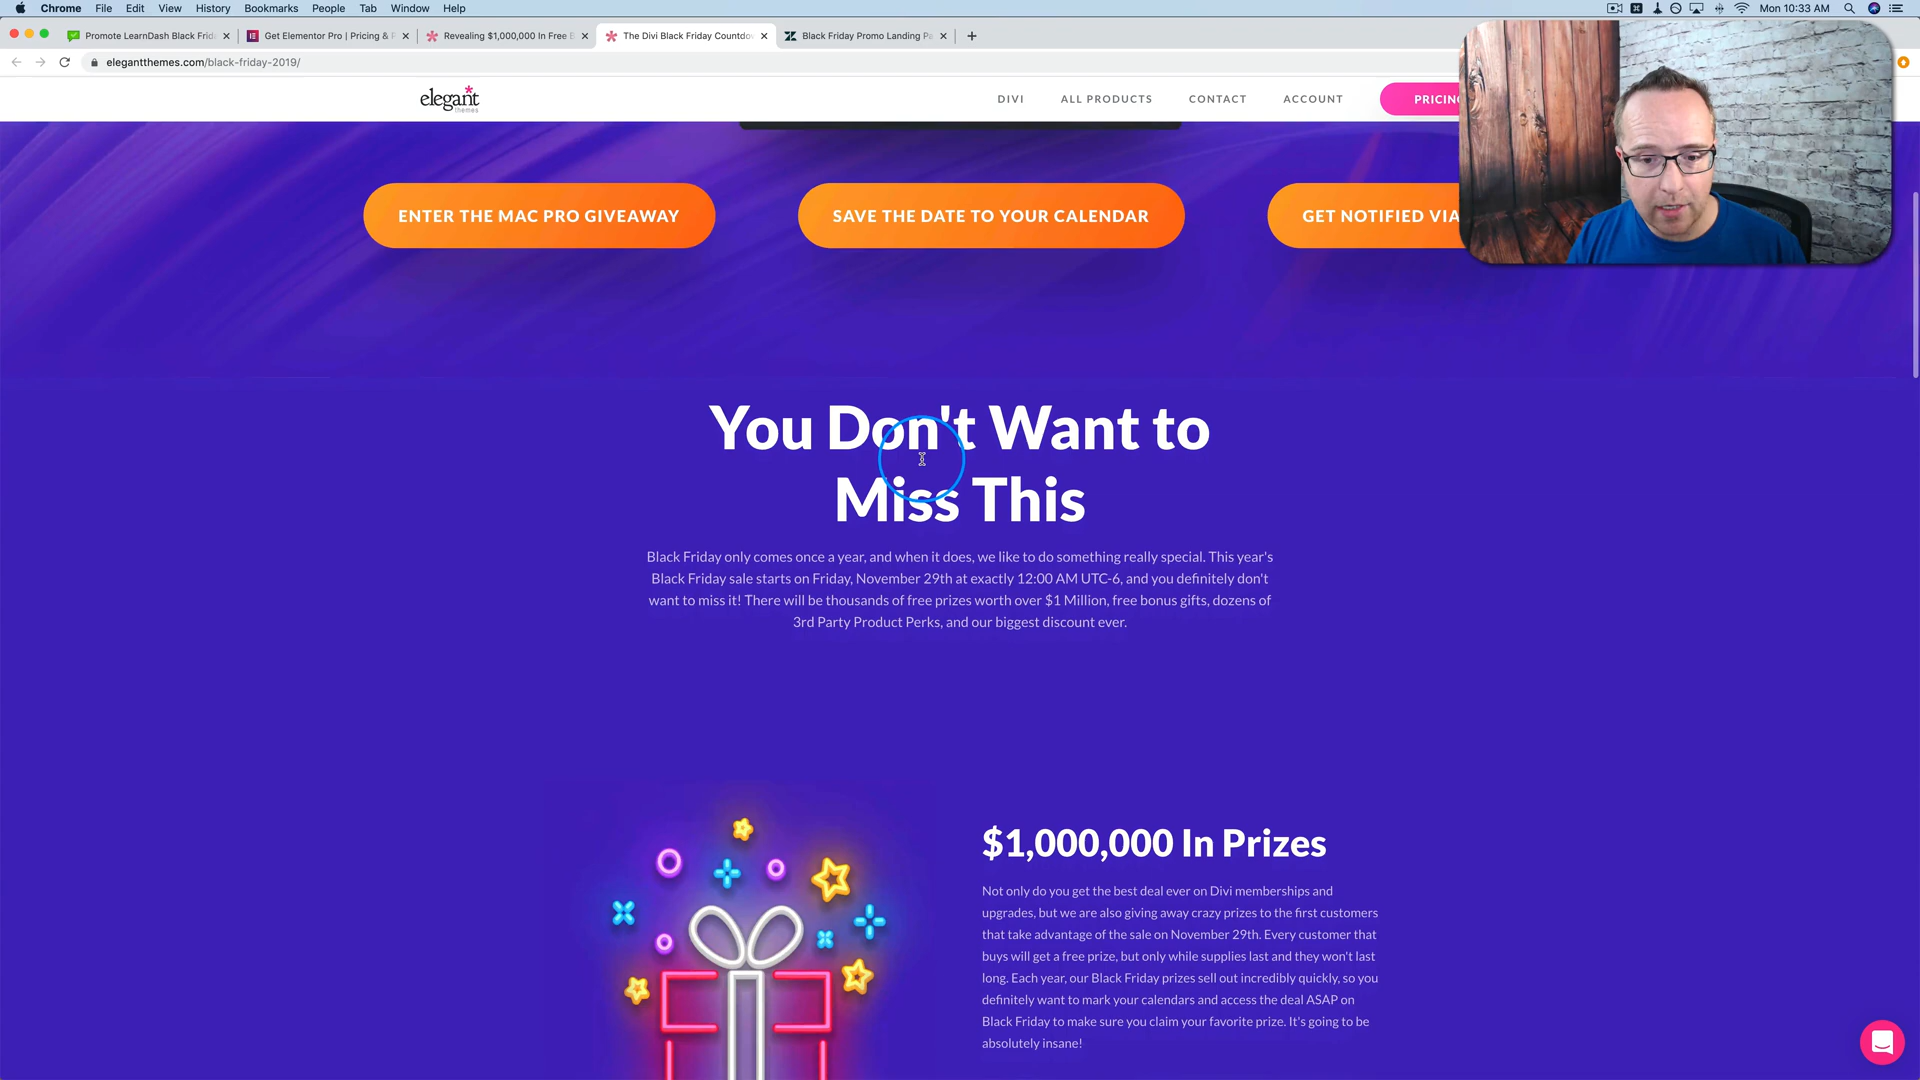 Chrome File Edit View History Bookmarks People Tab Window Help
Mon 10:33 AM
Promote LearnDash Black Frid
Get Elementor Pro | Pricing & P
Revealing $1,000,000 In Free B
The Divi Black Friday Countdow
Black Friday Promo Landing Pa
elegantthemes.com/black-friday-2019/
elegant
themes
DIVI ALL PRODUCTS CONTACT ACCOUNT PRICING
ENTER THE MAC PRO GIVEAWAY
SAVE THE DATE TO YOUR CALENDAR
GET NOTIFIED VIA
You Don't Want to
Miss This
Black Friday only comes once a year, and when it does, we like to do something really special. This year's
Black Friday sale starts on Friday, November 29th at exactly 12:00 AM UTC-6, and you definitely don't
want to miss it! There will be thousands of free prizes worth over $1 Million, free bonus gifts, dozens of
3rd Party Product Perks, and our biggest discount ever.
$1,000,000 In Prizes
Not only do you get the best deal ever on Divi memberships and
upgrades, but we are also giving away crazy prizes to the first customers
that take advantage of the sale on November 29th. Every customer that
buys will get a free prize, but only while supplies last and they won't last
long. Each year, our Black Friday prizes sell out incredibly quickly, so you
definitely want to mark your calendars and access the deal ASAP on
Black Friday to make sure you claim your favorite prize. It's going to be
absolutely insane!